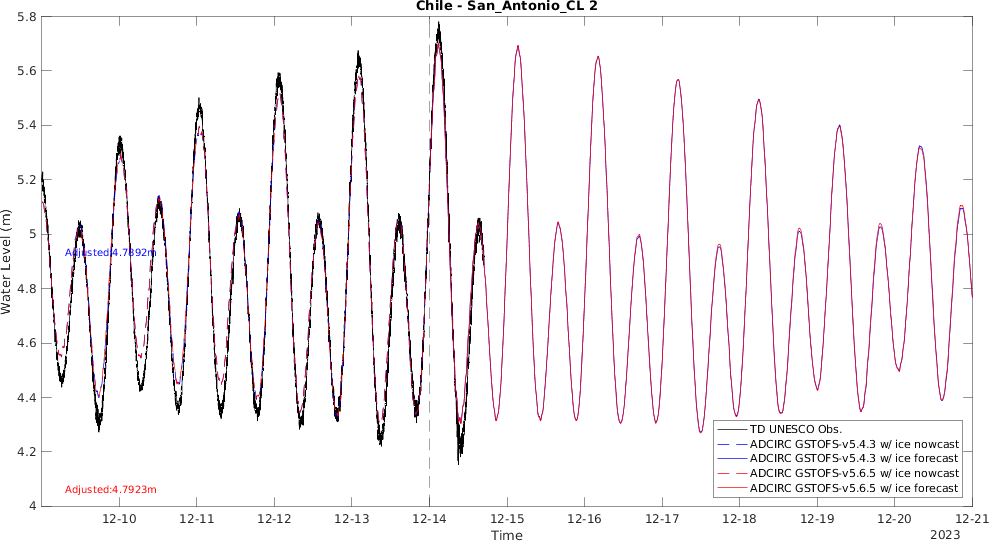 Chile - San_Antonio_CL 2
Water Level (m)
5.8
5.6
5.4
5.2
5
4.8
4.6
4.4
4.2
4
Adjusted:4.7892m
Adjusted:4.7923m
TD UNESCO Obs.
ADCIRC GSTOFS-v5.4.3 w/ ice nowcast
ADCIRC GSTOFS-v5.4.3 w/ ice forecast
ADCIRC GSTOFS-v5.6.5 w/ ice nowcast
ADCIRC GSTOFS-v5.6.5 w/ ice forecast
12-10 12-11 12-12 12-13 12-14 12-15 12-16 12-17 12-18 12-19 12-20 12-21
Time
2023